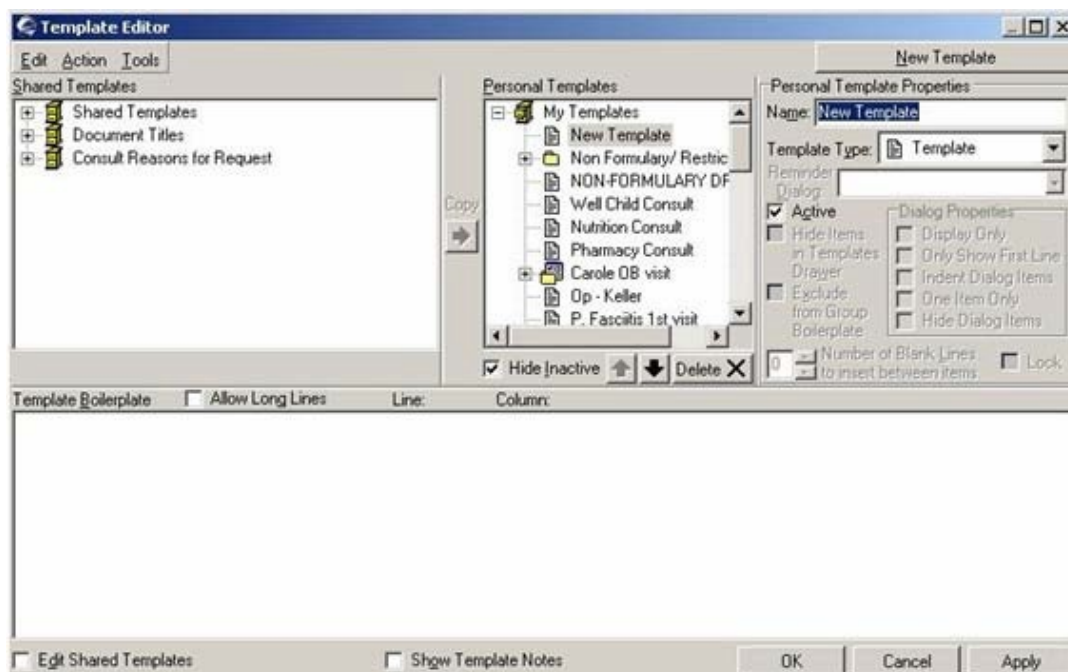 Template Editor
Edit Action Tools
New Template
Shared Templates
Shared Templates
Document Titles
Consult Reasons for Request
Copy
Personal Templates
My Templates
New Template
Non Formulary/ Restric
NON-FORMULARY DF
Well Child Consult
Nutrition Consult
Pharmacy Consult
Carole OB visit
Op - Keller
P. Fasciitis 1st visit
Hide Inactive
Delete
Personal Template Properties
Name: New Template
Template Type: Template
Reminder
Dialog:
Active
Hide Items
in Templates
Drawer
Exclude
from Group
Boilerplate
Dialog Properties
Display Only
Only Show First Line
Indent Dialog Items
One Item Only
Hide Dialog Items
0 Number of Blank Lines
to insert between items
Lock
Template Boilerplate Allow Long Lines Line: Column:
Edit Shared Templates Show Template Notes OK Cancel Apply